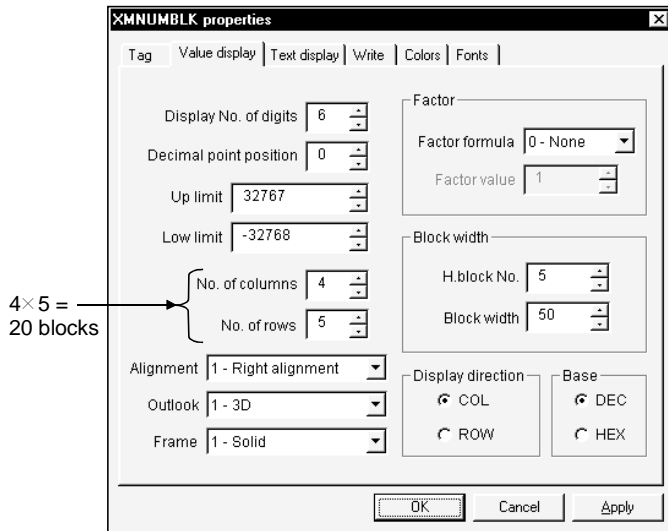 XMNUMBLK properties
Tag Value display Text display Write Colors Fonts
Display No. of digits 6
Decimal point position 0
Up limit 32767
Low limit -32768
4×5 =
20 blocks
No. of columns 4
No. of rows 5
Alignment 1 - Right alignment
Outlook 1 - 3D
Frame 1 - Solid
Factor
Factor formula 0 - None
Factor value 1
Block width
H.block No. 5
Block width 50
Display direction
COL
ROW
Base
DEC
HEX
OK Cancel Apply